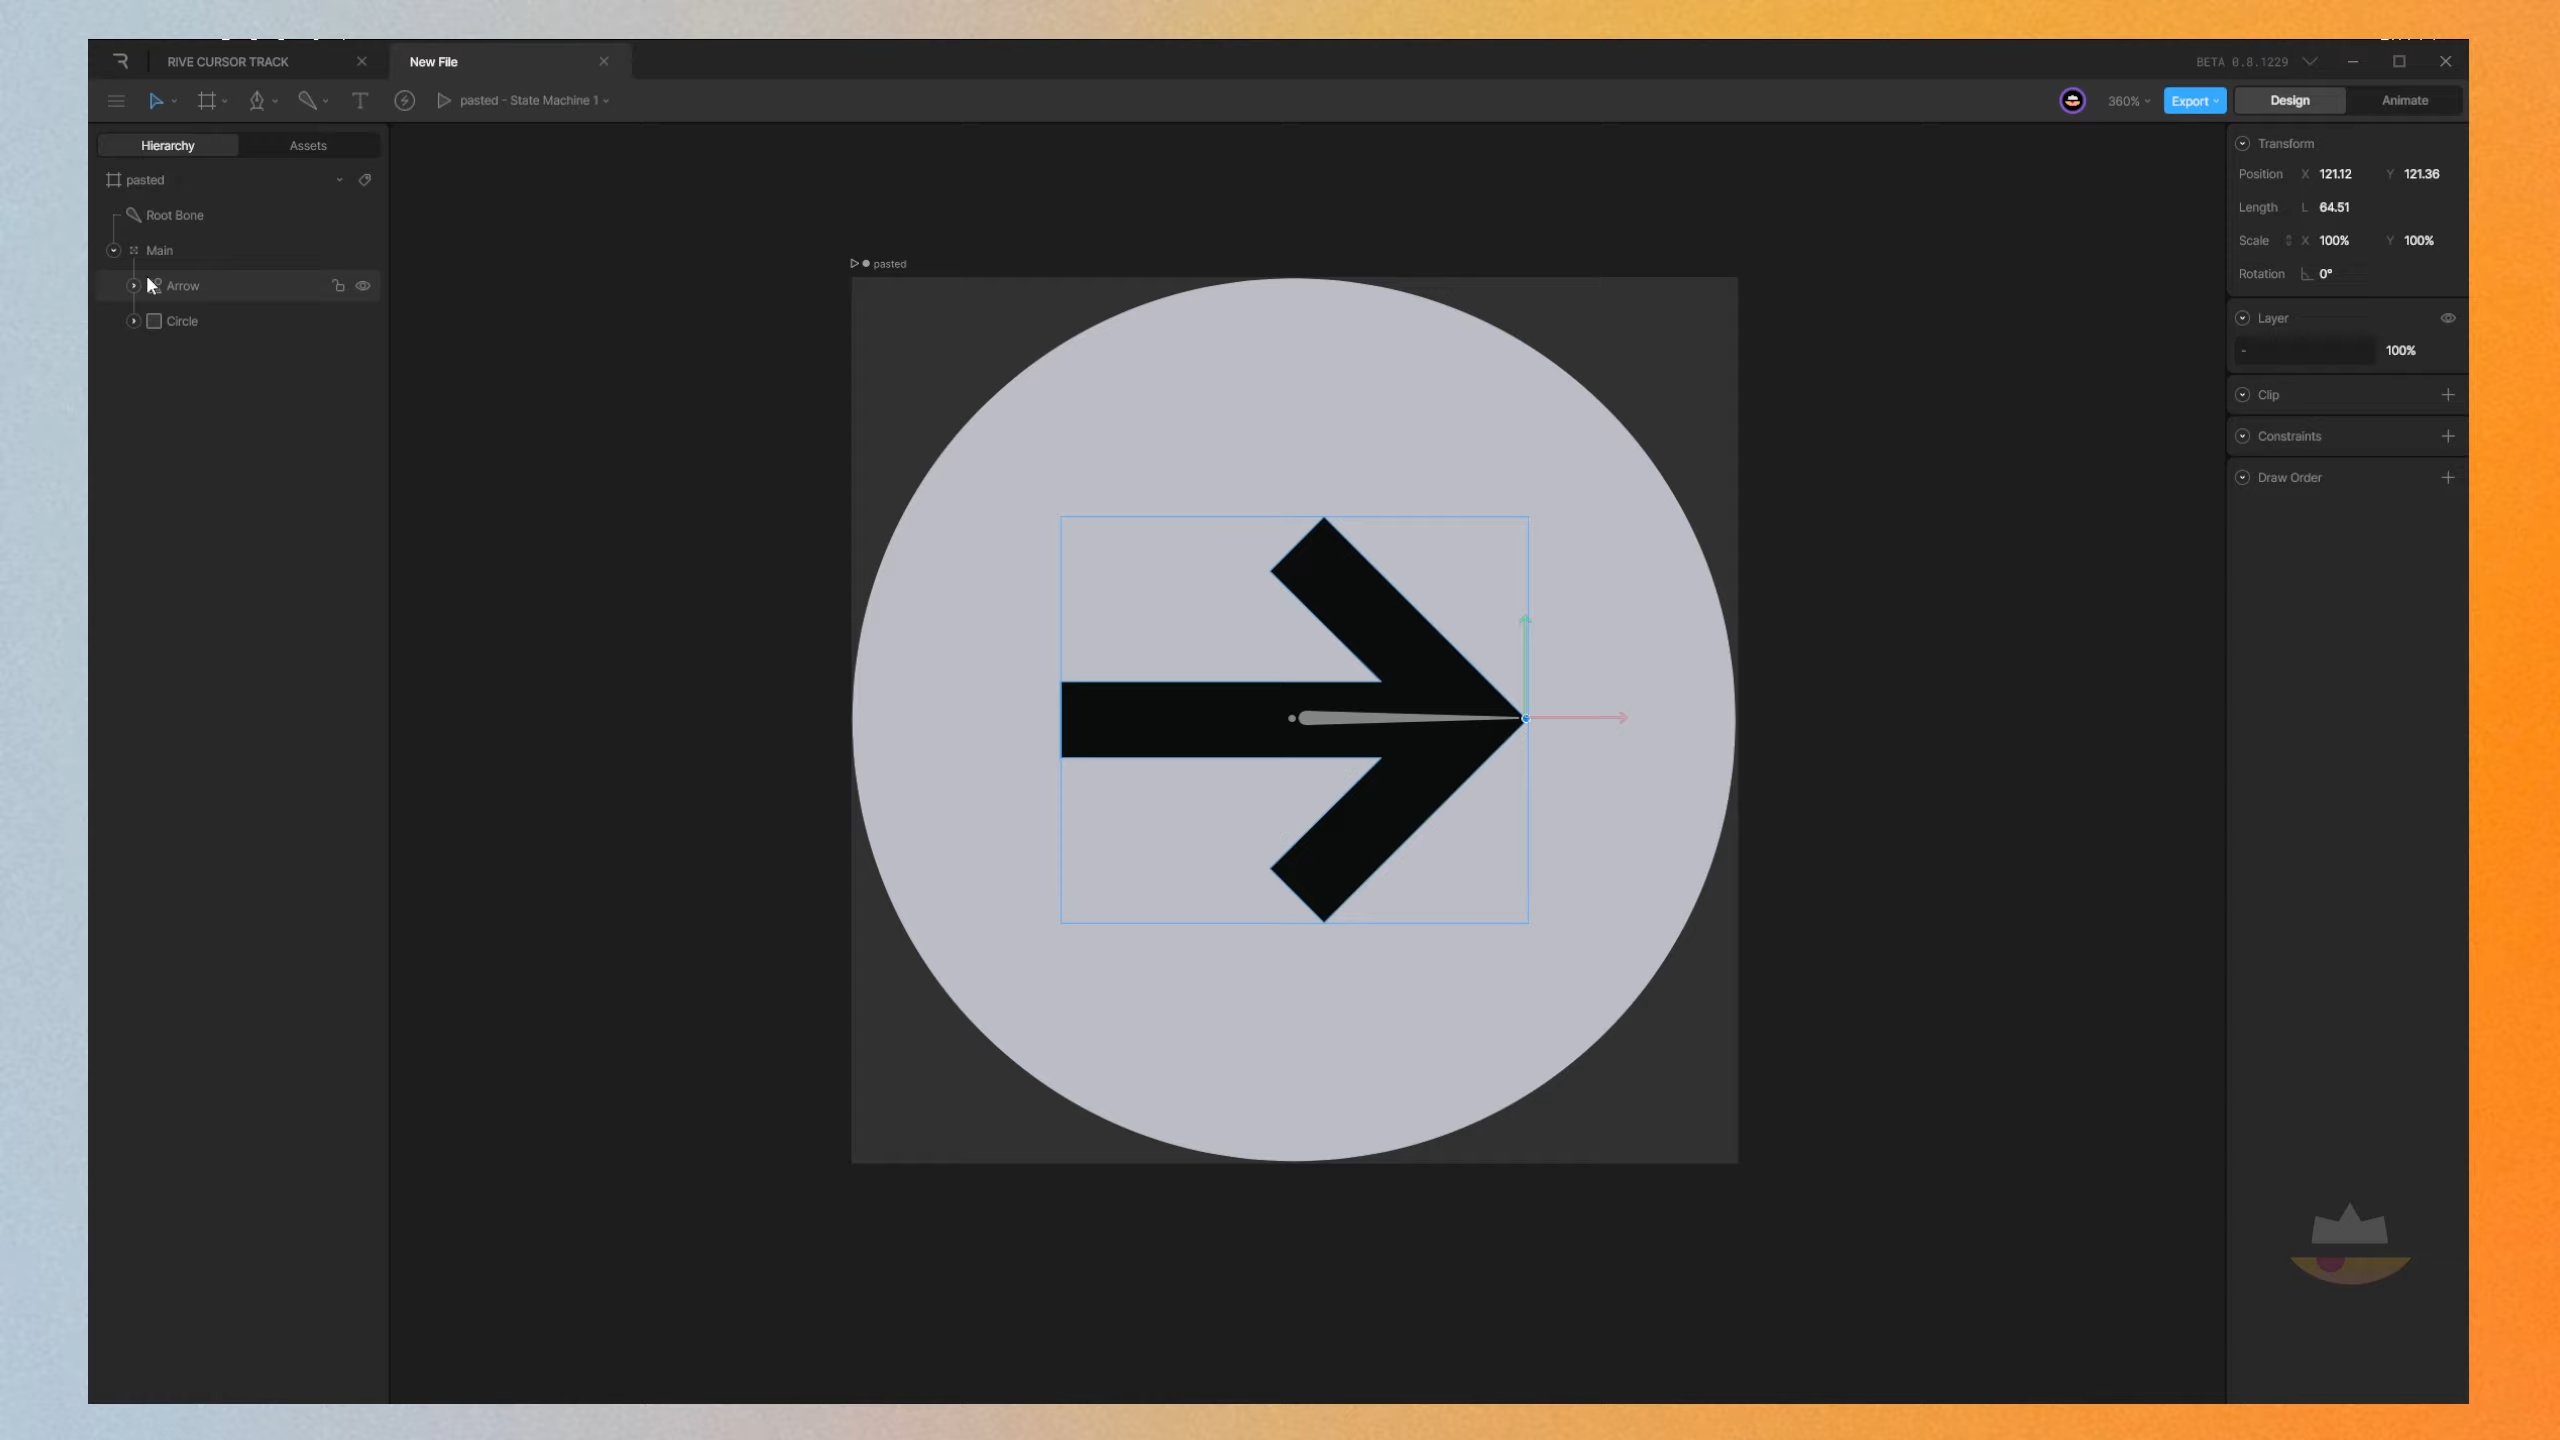 RIVE CURSOR TRACK
New File
BETA 0.8.1229
pasted - State Machine 1
360%
Export
Design
Animate
Hierarchy
Assets
pasted
Root Bone
Main
Arrow
Circle
pasted
Transform
Position X 121.12 Y 121.36
Length L 64.51
Scale X 100% Y 100%
Rotation 0°
Layer
- 100%
Clip
Constraints
Draw Order